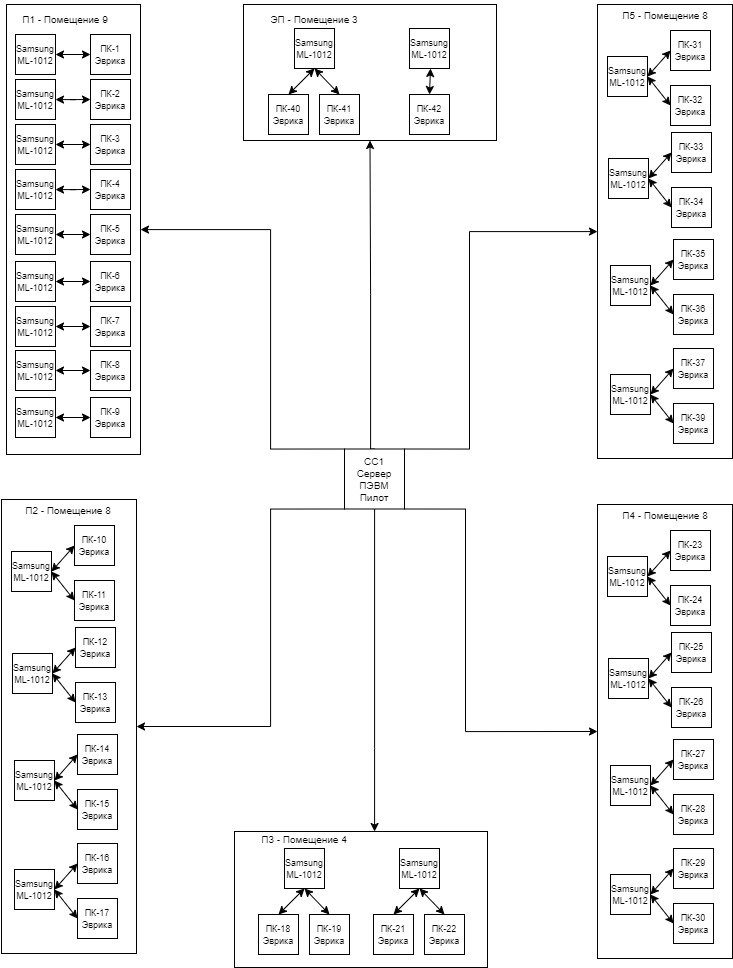 П1 - Помещение 9
Samsung
ML-1012
ПК-1
Эврика
Samsung
ML-1012
ПК-2
Эврика
Samsung
ML-1012
ПК-3
Эврика
Samsung
ML-1012
ПК-4
Эврика
Samsung
ML-1012
ПК-5
Эврика
Samsung
ML-1012
ПК-6
Эврика
Samsung
ML-1012
ПК-7
Эврика
Samsung
ML-1012
ПК-8
Эврика
Samsung
ML-1012
ПК-9
Эврика
ЭП - Помещение 3
Samsung
ML-1012
Samsung
ML-1012
ПК-40
Эврика
ПК-41
Эврика
ПК-42
Эврика
П5 - Помещение 8
Samsung
ML-1012
ПК-31
Эврика
ПК-32
Эврика
Samsung
ML-1012
ПК-33
Эврика
ПК-34
Эврика
Samsung
ML-1012
ПК-35
Эврика
ПК-36
Эврика
Samsung
ML-1012
ПК-37
Эврика
ПК-39
Эврика
СС1
Сервер
ПЭВМ
Пилот
П2 - Помещение 8
Samsung
ML-1012
ПК-10
Эврика
ПК-11
Эврика
Samsung
ML-1012
ПК-12
Эврика
ПК-13
Эврика
Samsung
ML-1012
ПК-14
Эврика
ПК-15
Эврика
Samsung
ML-1012
ПК-16
Эврика
ПК-17
Эврика
П3 - Помещение 4
Samsung
ML-1012
Samsung
ML-1012
ПК-18
Эврика
ПК-19
Эврика
ПК-21
Эврика
ПК-22
Эврика
П4 - Помещение 8
Samsung
ML-1012
ПК-23
Эврика
ПК-24
Эврика
Samsung
ML-1012
ПК-25
Эврика
ПК-26
Эврика
Samsung
ML-1012
ПК-27
Эврика
ПК-28
Эврика
Samsung
ML-1012
ПК-29
Эврика
ПК-30
Эврика